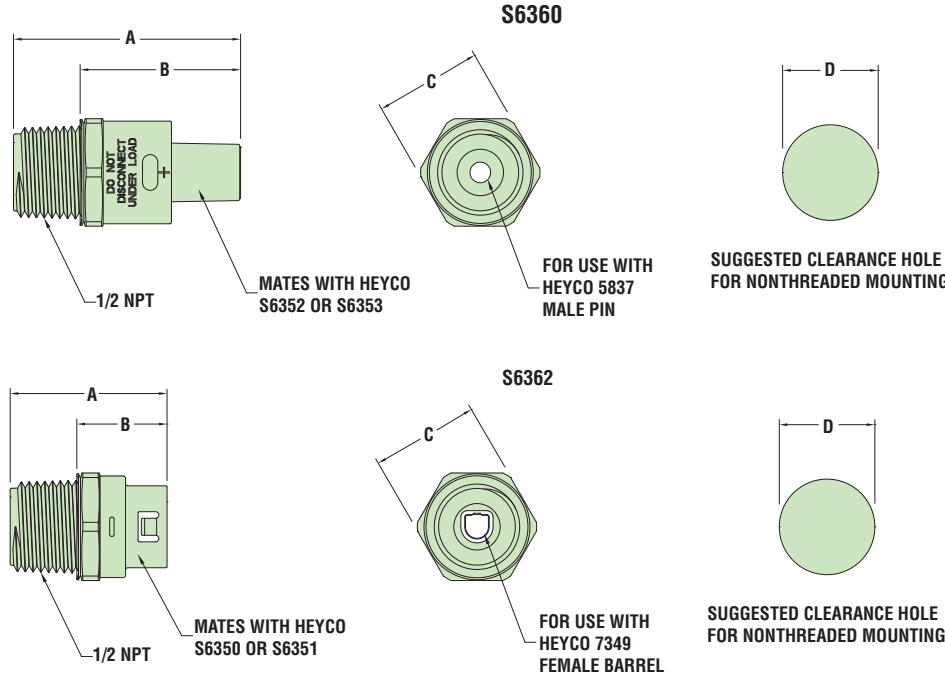 S6360
A
B
C
D
DO NOT
DISCONNECT
UNDER LOAD
+
1/2 NPT
MATES WITH HEYCO
S6352 OR S6353
FOR USE WITH
HEYCO 5837
MALE PIN
SUGGESTED CLEARANCE HOLE
FOR NONTHREADED MOUNTING
S6362
A
B
C
D
1/2 NPT
MATES WITH HEYCO
S6350 OR S6351
FOR USE WITH
HEYCO 7349
FEMALE BARREL
SUGGESTED CLEARANCE HOLE
FOR NONTHREADED MOUNTING